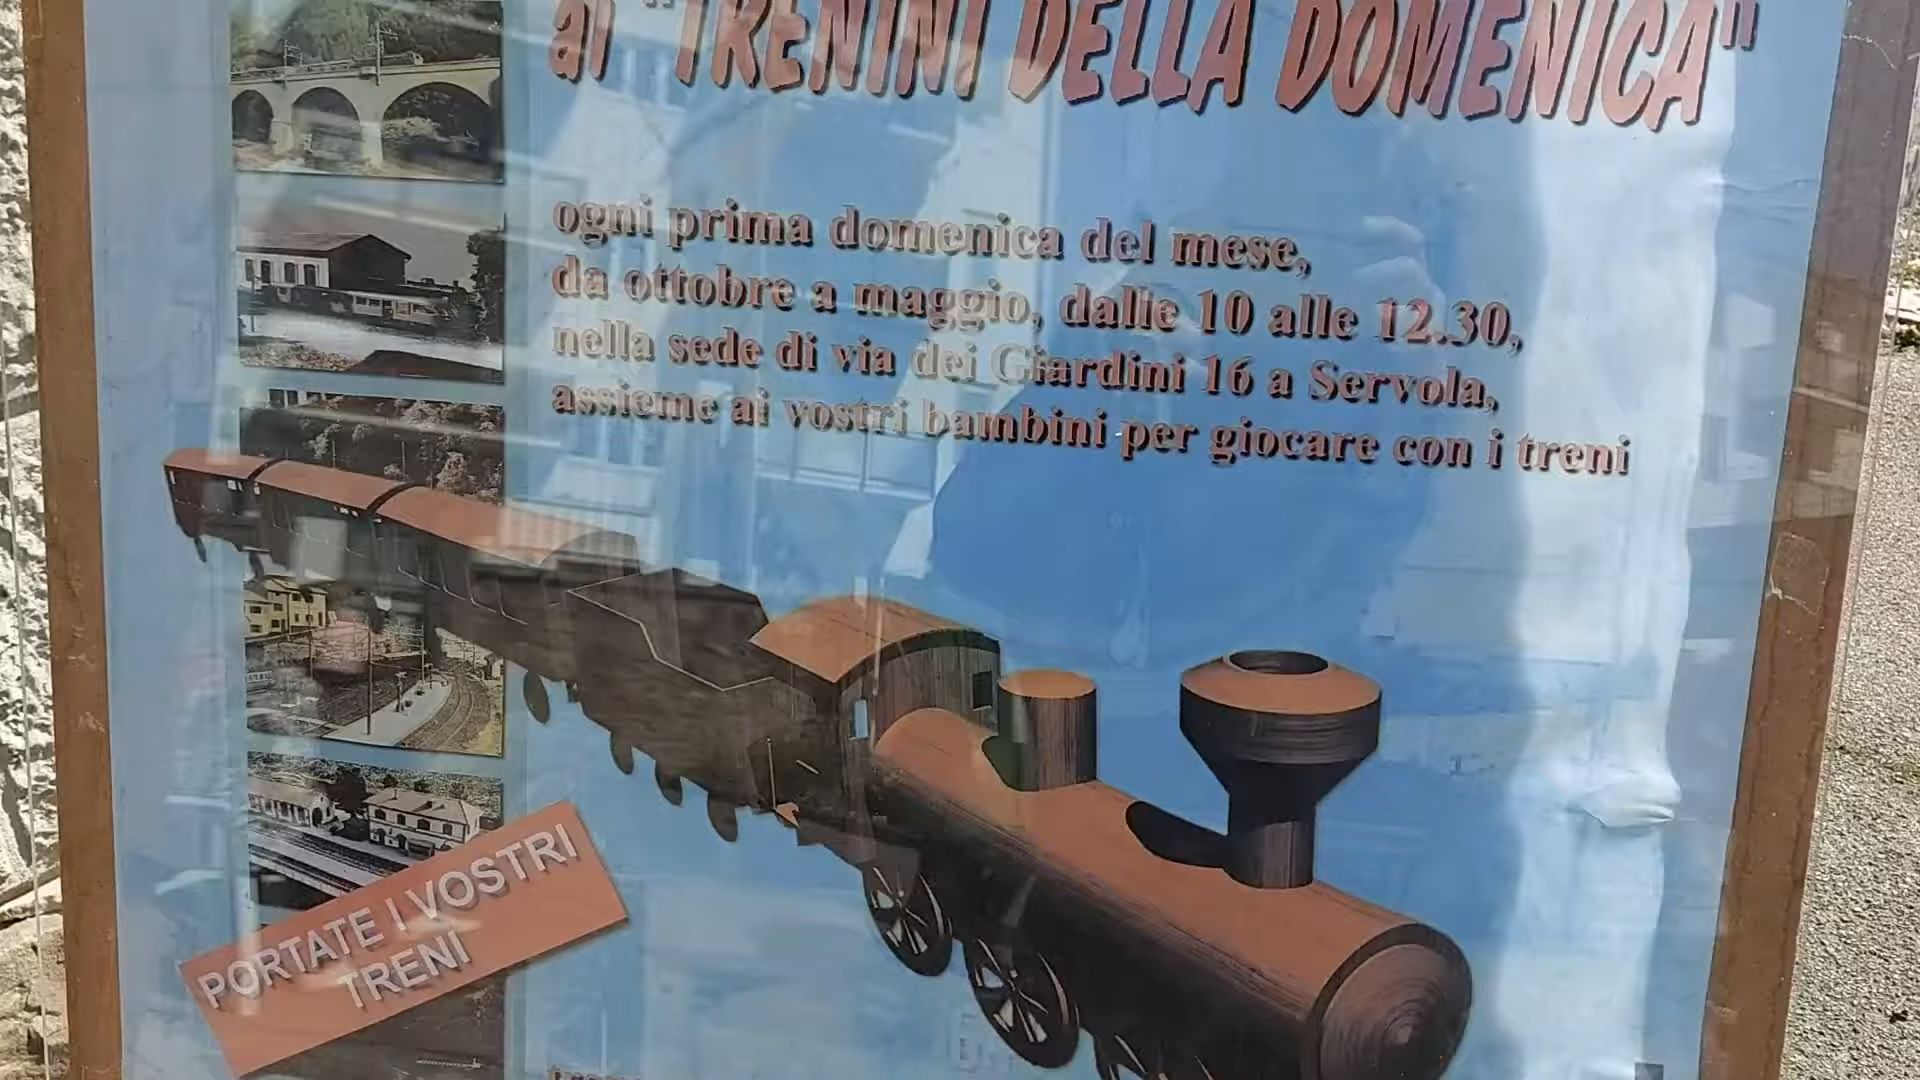 ai "TRENINI DELLA DOMENICA"
ogni prima domenica del mese,
da ottobre a maggio, dalle 10 alle 12.30,
nella sede di via dei Giardini 16 a Servola,
assieme ai vostri bambini per giocare con i treni
PORTATE I VOSTRI
TRENI